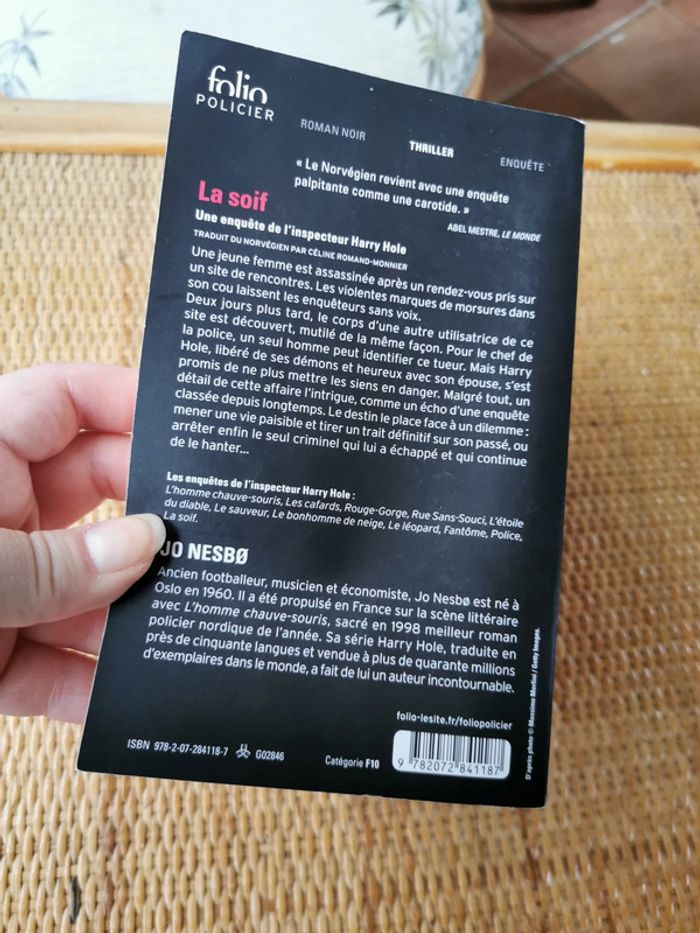 folio
POLICIER
ROMAN NOIR
THRILLER
ENQUÊTE
« Le Norvégien revient avec une enquête
palpitante comme une carotide. »
ABEL MESTRE, LE MONDE
La soif
Une enquête de l'inspecteur Harry Hole
TRADUIT DU NORVÉGIEN PAR CÉLINE ROMAND-MONNIER
Une jeune femme est assassinée après un rendez-vous pris sur
un site de rencontres. Les violentes marques de morsures dans
son cou laissent les enquêteurs sans voix.
Deux jours plus tard, le corps d'une autre utilisatrice de ce
site est découvert, mutilé de la même façon. Pour le chef de
la police, un seul homme peut identifier ce tueur. Mais Harry
Hole, libéré de ses démons et heureux avec son épouse, s'est
promis de ne plus mettre les siens en danger. Malgré tout, un
détail de cette affaire l'intrigue, comme un écho d'une enquête
classée depuis longtemps. Le destin le place face à un dilemme :
mener une vie paisible et tirer un trait définitif sur son passé, ou
arrêter enfin le seul criminel qui lui a échappé et qui continue
de le hanter...
Les enquêtes de l'inspecteur Harry Hole :
L'homme chauve-souris, Les cafards, Rouge-Gorge, Rue Sans-Souci, L'étoile
du diable, Le sauveur, Le bonhomme de neige, Le léopard, Fantôme, Police,
La soif.
JO NESBØ
Ancien footballeur, musicien et économiste, Jo Nesbø est né à
Oslo en 1960. Il a été propulsé en France sur la scène littéraire
avec L'homme chauve-souris, sacré en 1998 meilleur roman
policier nordique de l'année. Sa série Harry Hole, traduite en
près de cinquante langues et vendue à plus de quarante millions
d'exemplaires dans le monde, a fait de lui un auteur incontournable.
folio-lesite.fr/foliopolicier
ISBN 978-2-07-284118-7
G02846
Catégorie F10
9 782072 841187
D'après photo © Massimo Merlini / Getty Images.